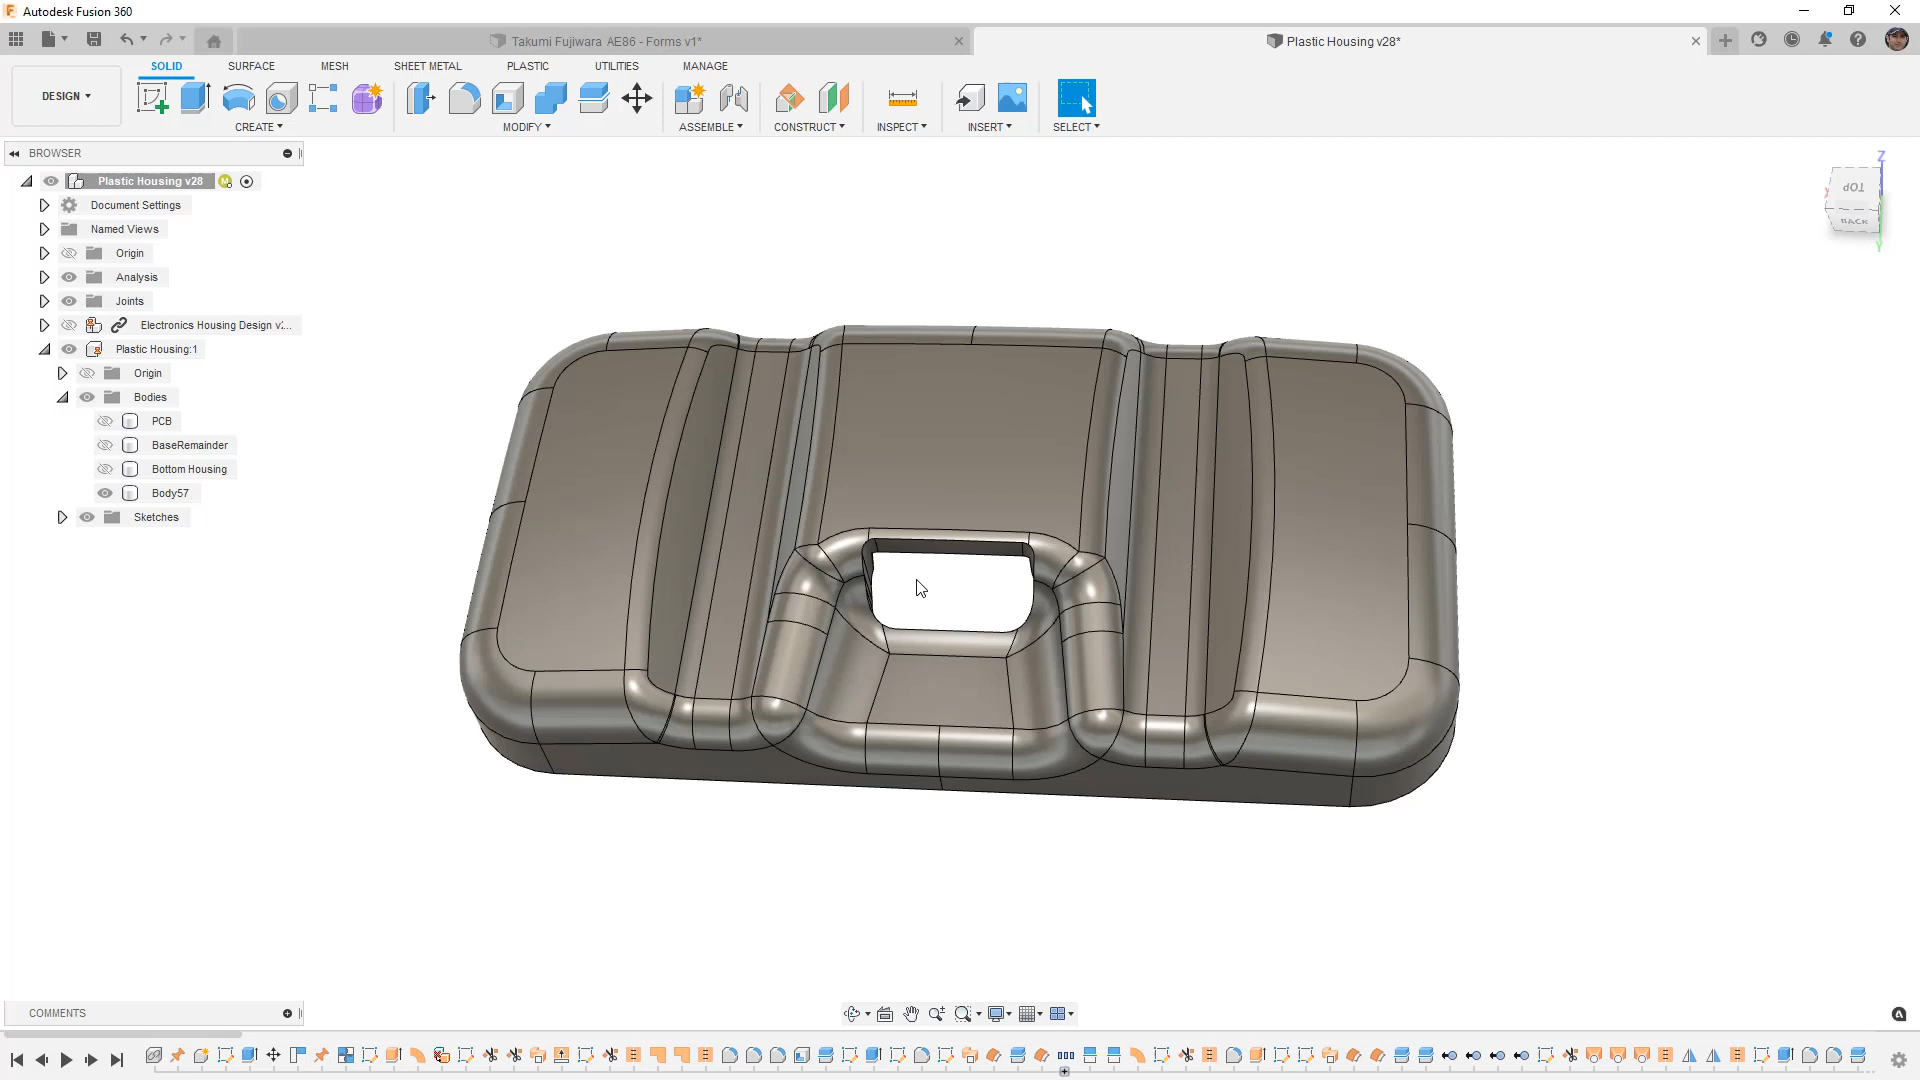 Autodesk Fusion 360
Takumi Fujiwara AE86 - Forms v1*
Plastic Housing v28*
DESIGN
SOLID
SURFACE
MESH
SHEET METAL
PLASTIC
UTILITIES
MANAGE
CREATE
MODIFY
ASSEMBLE
CONSTRUCT
INSPECT
INSERT
SELECT
BROWSER
Plastic Housing v28
Document Settings
Named Views
Origin
Analysis
Joints
Electronics Housing Design v2...
Plastic Housing:1
Origin
Bodies
PCB
BaseRemainder
Bottom Housing
Body57
Sketches
Z
TOP
BACK
Y
COMMENTS